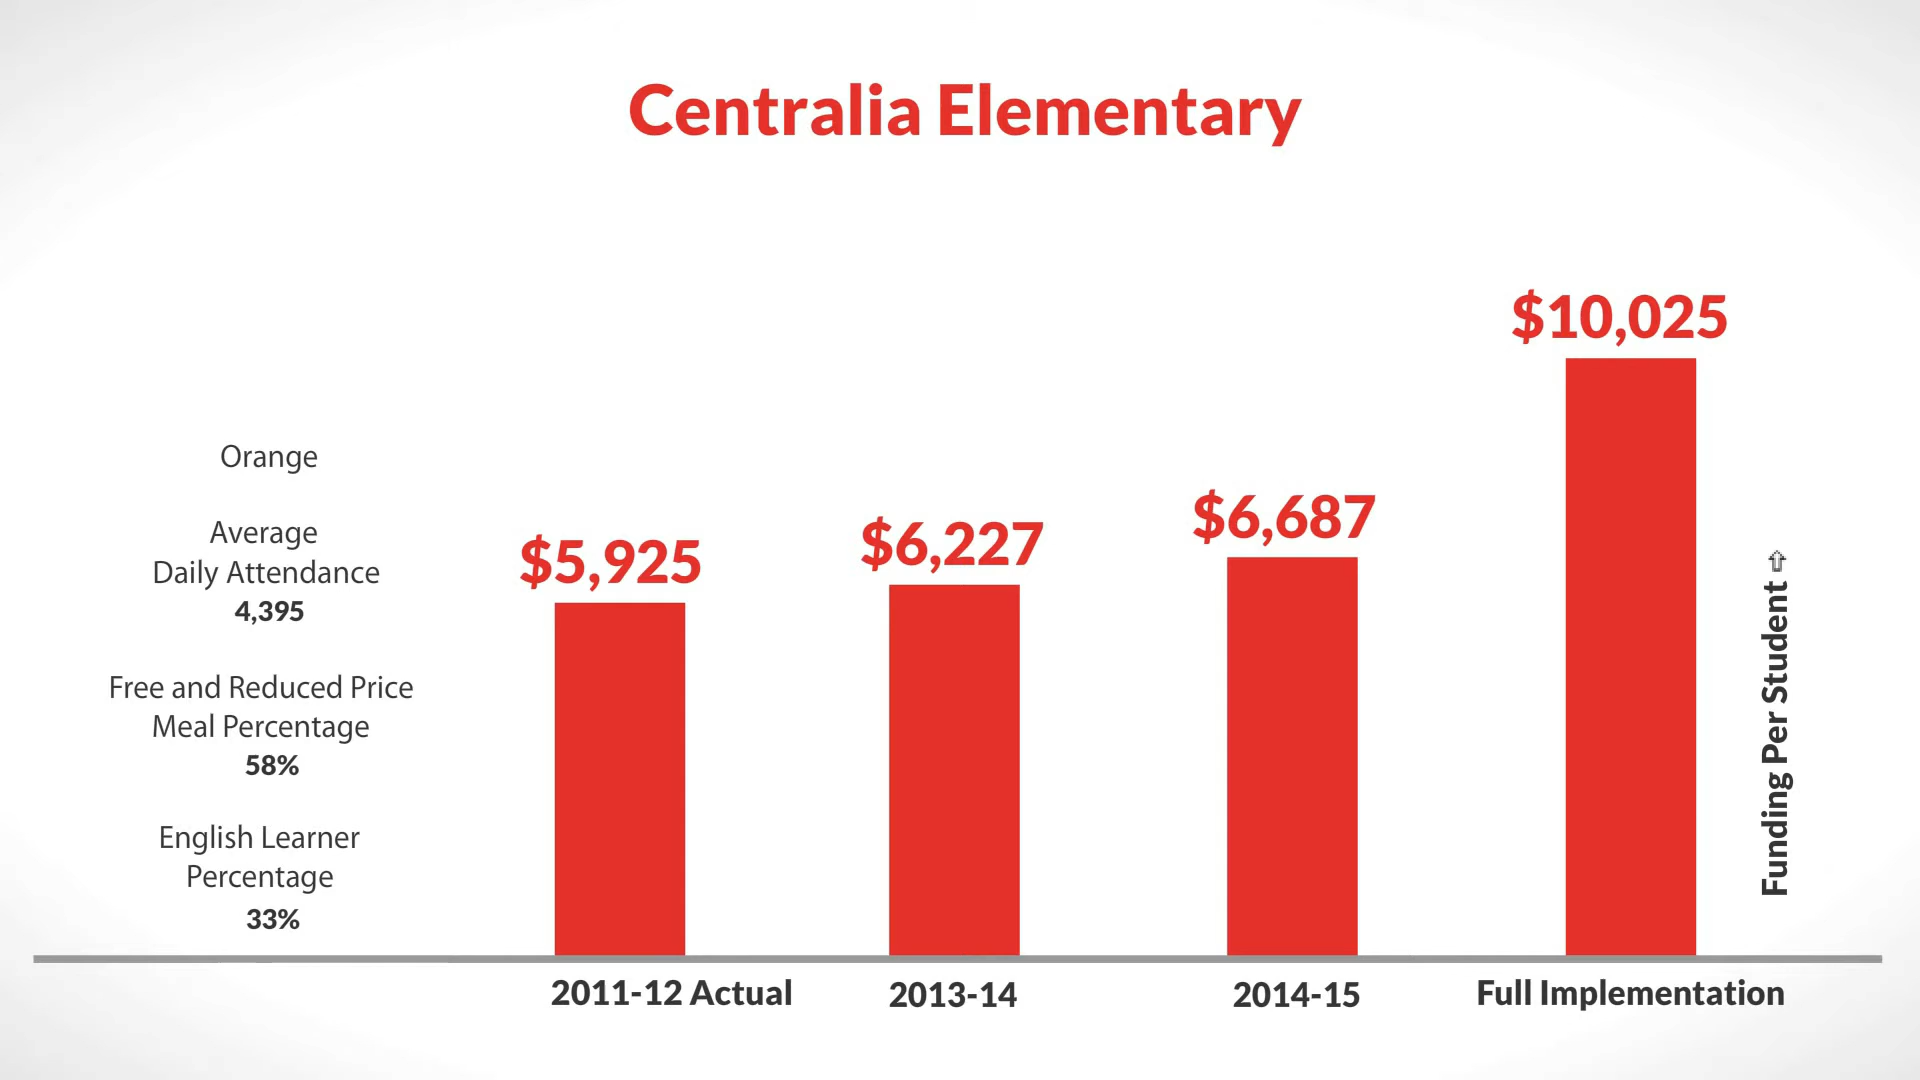 Centralia Elementary
Orange
Average
Daily Attendance
4,395
Free and Reduced Price
Meal Percentage
58%
English Learner
Percentage
33%
$5,925
$6,227
$6,687
$10,025
2011-12 Actual
2013-14
2014-15
Full Implementation
Funding Per Student ⇧